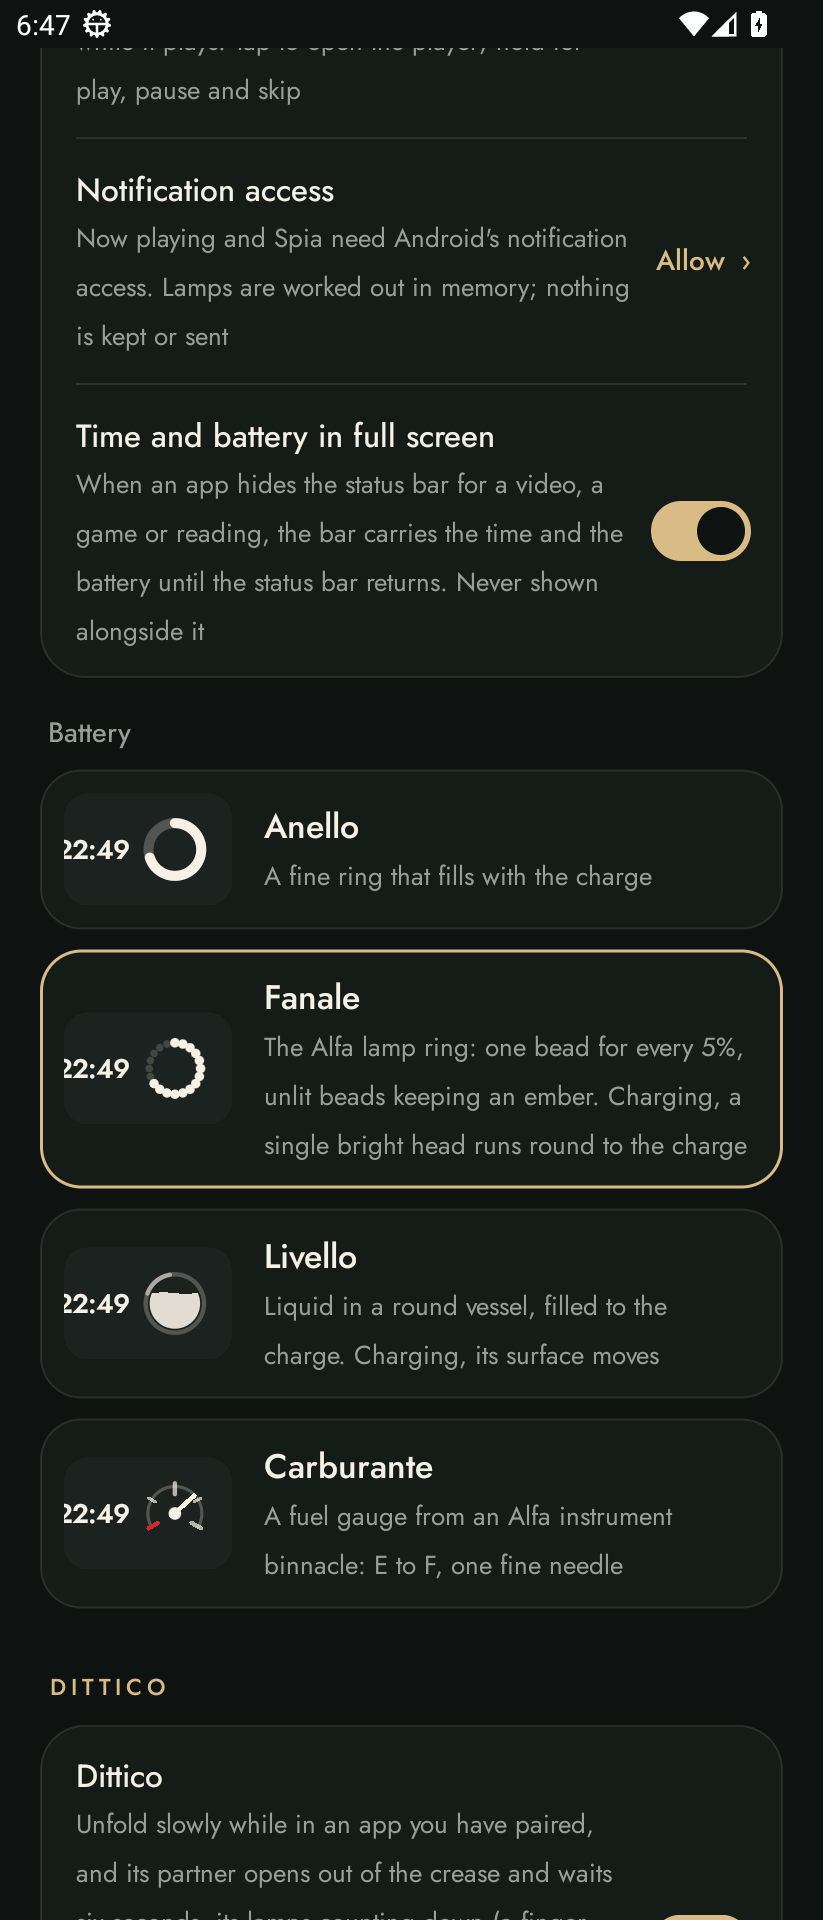 6:47
play, pause and skip
Notification access
Now playing and Spia need Android's notification
access. Lamps are worked out in memory; nothing
is kept or sent
Allow ›
Time and battery in full screen
When an app hides the status bar for a video, a
game or reading, the bar carries the time and the
battery until the status bar returns. Never shown
alongside it
Battery
22:49
Anello
A fine ring that fills with the charge
22:49
Fanale
The Alfa lamp ring: one bead for every 5%,
unlit beads keeping an ember. Charging, a
single bright head runs round to the charge
22:49
Livello
Liquid in a round vessel, filled to the
charge. Charging, its surface moves
22:49
Carburante
A fuel gauge from an Alfa instrument
binnacle: E to F, one fine needle
DITTICO
Dittico
Unfold slowly while in an app you have paired,
and its partner opens out of the crease and waits